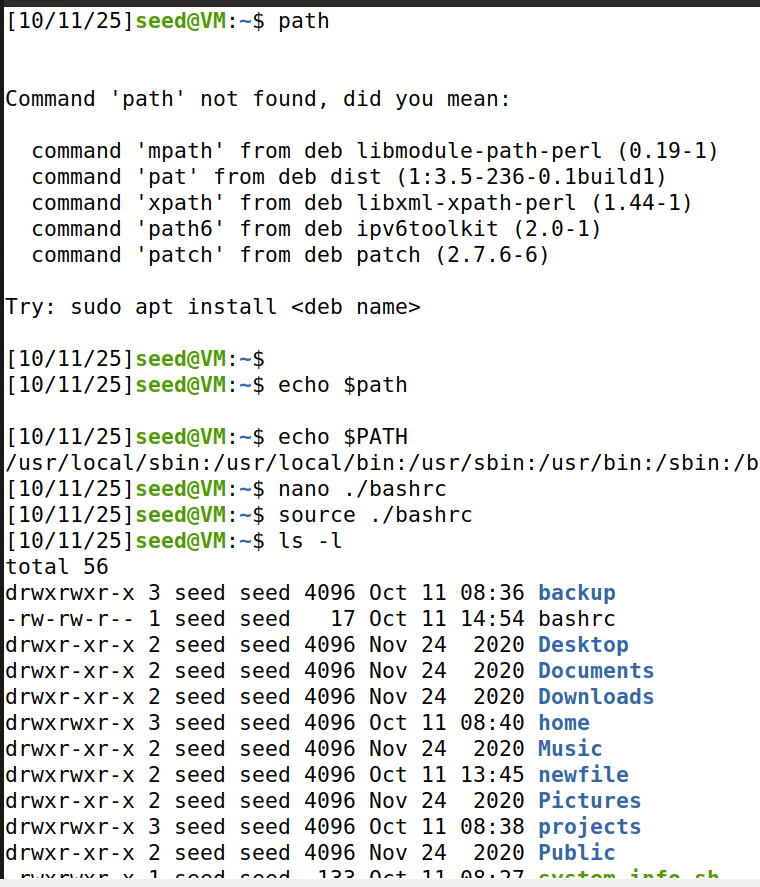 [10/11/25]seed@VM:~$ path
Command 'path' not found, did you mean:
command 'mpath' from deb libmodule-path-perl (0.19-1)
command 'pat' from deb dist (1:3.5-236-0.1build1)
command 'xpath' from deb libxml-xpath-perl (1.44-1)
command 'path6' from deb ipv6toolkit (2.0-1)
command 'patch' from deb patch (2.7.6-6)
Try: sudo apt install <deb name>
[10/11/25]seed@VM:~$
[10/11/25]seed@VM:~$ echo $path
[10/11/25]seed@VM:~$ echo $PATH
/usr/local/sbin:/usr/local/bin:/usr/sbin:/usr/bin:/sbin:/b
[10/11/25]seed@VM:~$ nano ./bashrc
[10/11/25]seed@VM:~$ source ./bashrc
[10/11/25]seed@VM:~$ ls -l
total 56
drwxrwxr-x 3 seed seed 4096 Oct 11 08:36 backup
-rw-rw-r-- 1 seed seed   17 Oct 11 14:54 bashrc
drwxr-xr-x 2 seed seed 4096 Nov 24  2020 Desktop
drwxr-xr-x 2 seed seed 4096 Nov 24  2020 Documents
drwxr-xr-x 2 seed seed 4096 Nov 24  2020 Downloads
drwxrwxr-x 3 seed seed 4096 Oct 11 08:40 home
drwxr-xr-x 2 seed seed 4096 Nov 24  2020 Music
drwxrwxr-x 2 seed seed 4096 Oct 11 13:45 newfile
drwxr-xr-x 2 seed seed 4096 Nov 24  2020 Pictures
drwxrwxr-x 3 seed seed 4096 Oct 11 08:38 projects
drwxr-xr-x 2 seed seed 4096 Nov 24  2020 Public
-rwxrwxr-x 1 seed seed  133 Oct 11 08:27 system_info.sh